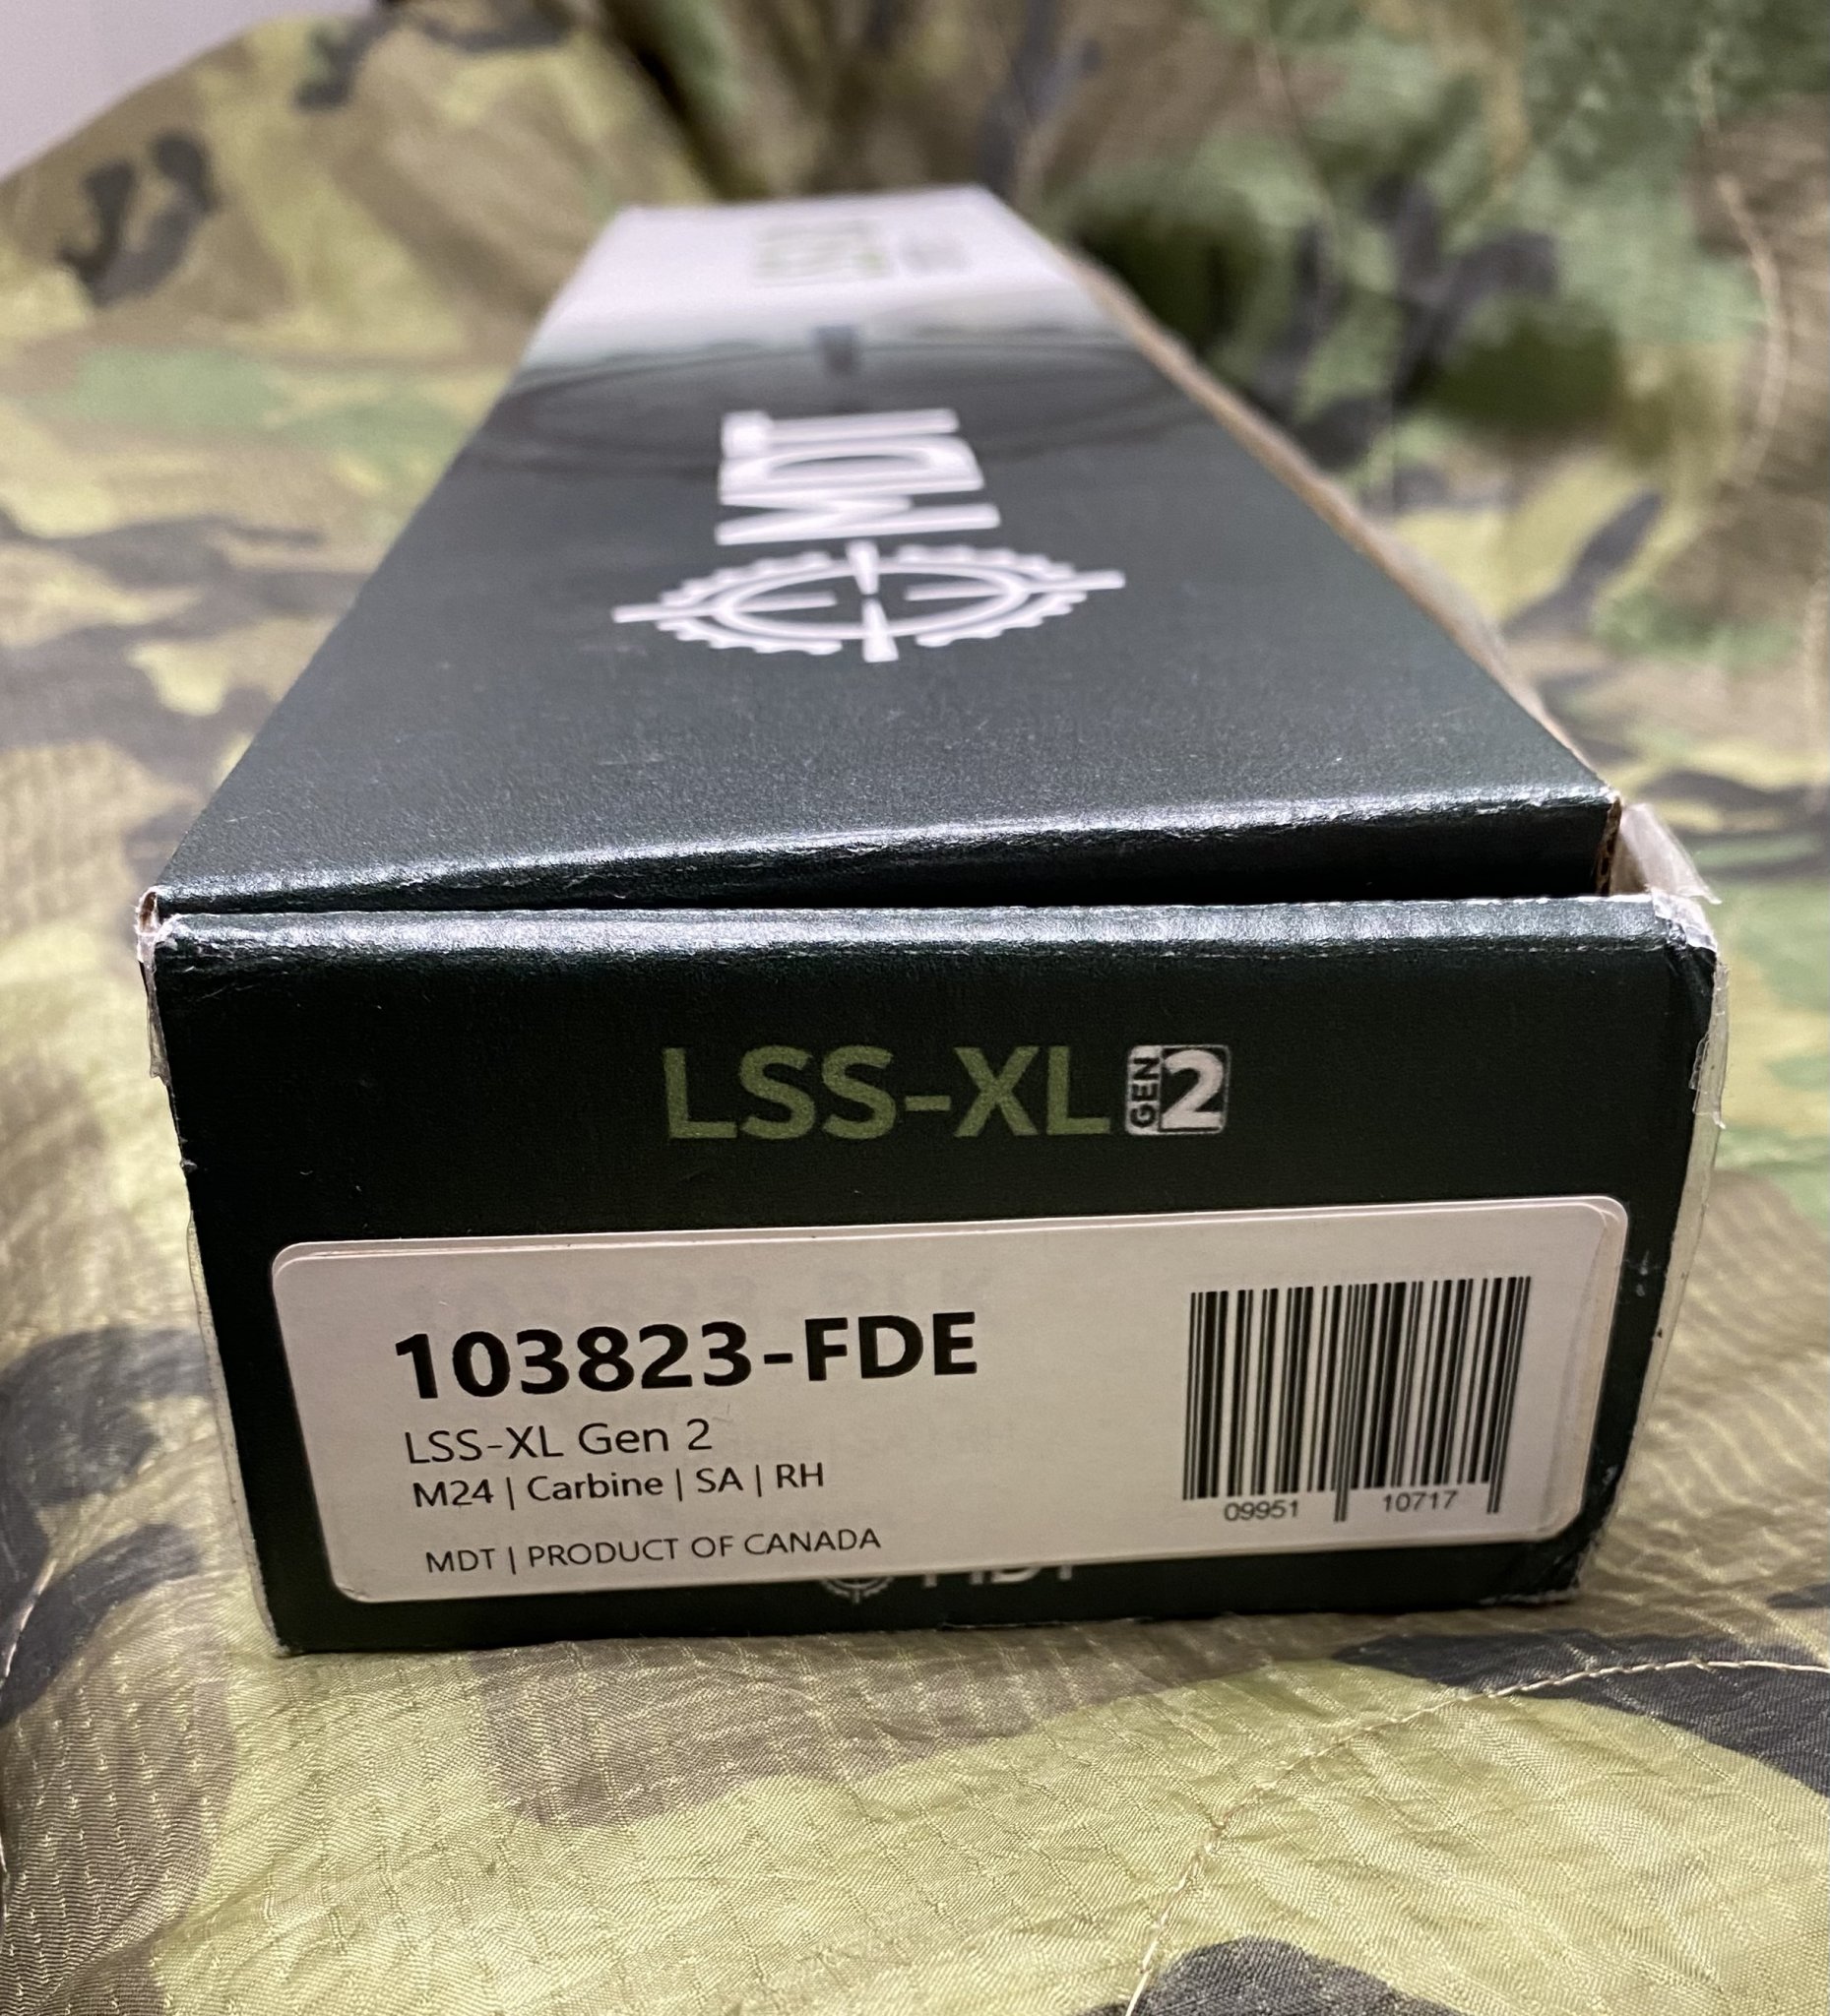 MDT
LSS-XL GEN 2
103823-FDE
LSS-XL Gen 2
M24 | Carbine | SA | RH
MDT | PRODUCT OF CANADA
09951 10717
MDT